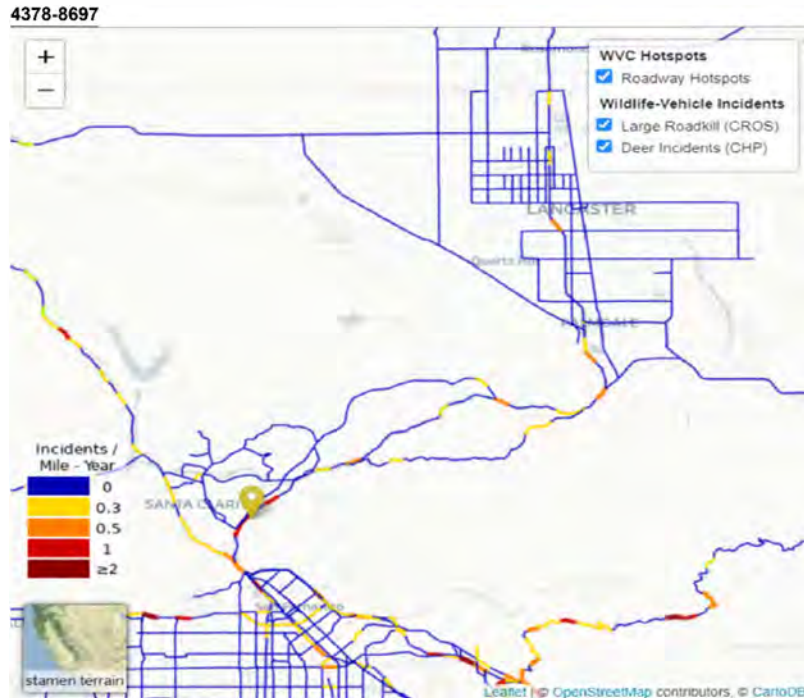 4378-8697
+
−
WVC Hotspots
Roadway Hotspots
Wildlife-Vehicle Incidents
Large Roadkill (CROS)
Deer Incidents (CHP)
LANCASTER
Incidents /
Mile - Year
0
0.3
0.5
1
≥2
stamen terrain
Leaflet | © OpenStreetMap contributors, © CartoDB